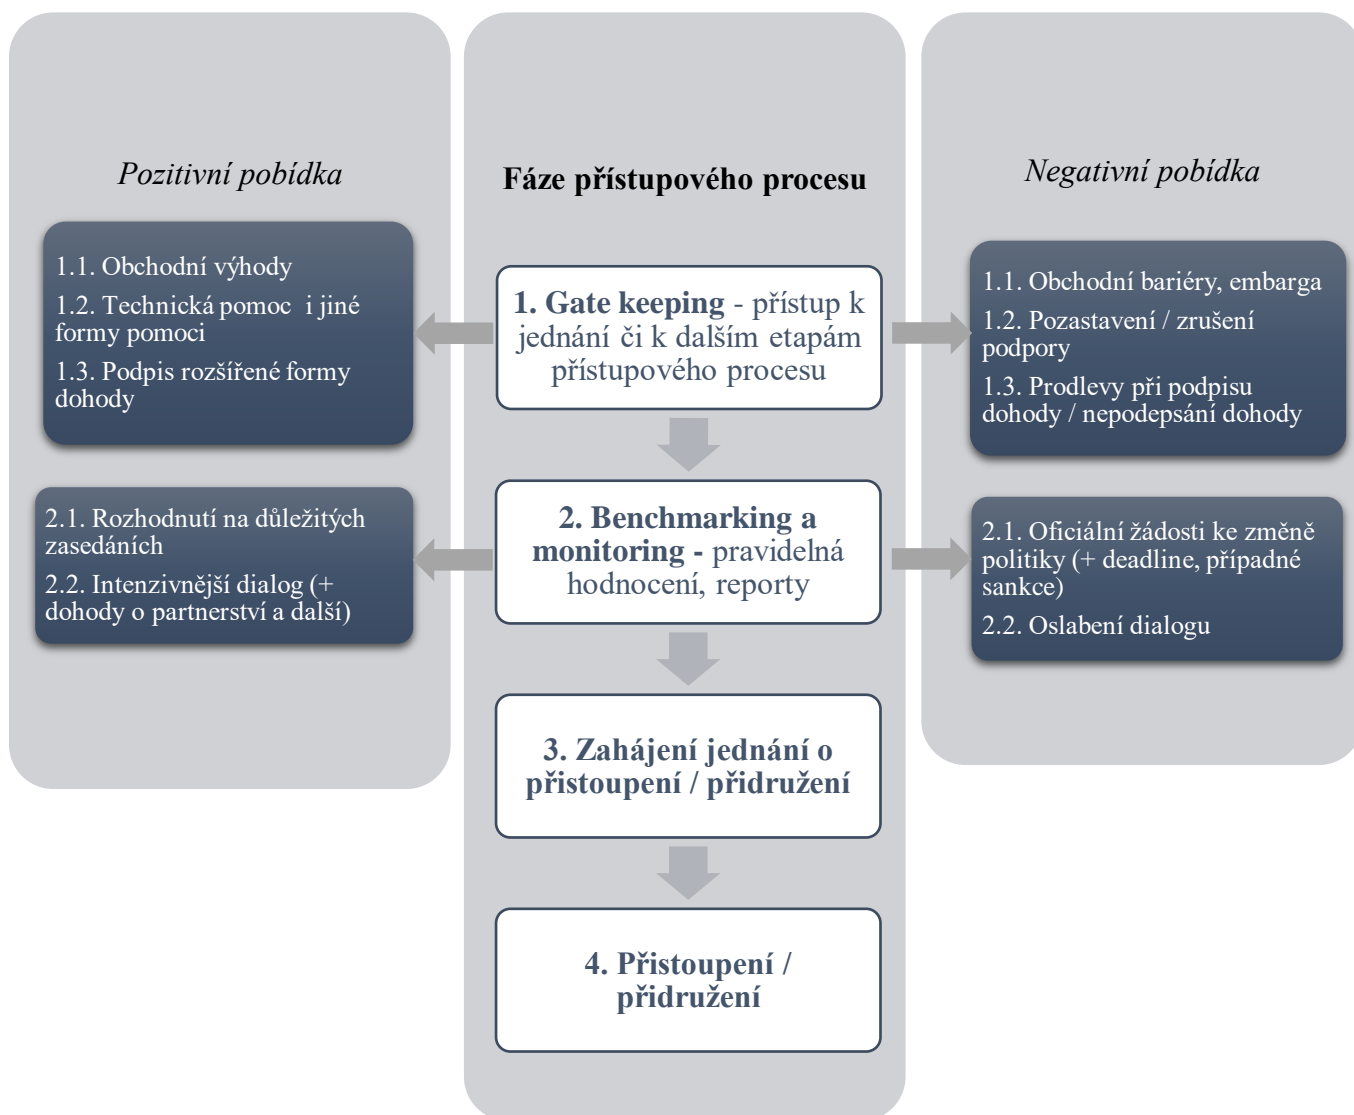 Pozitivní pobídka
1.1. Obchodní výhody
1.2. Technická pomoc i jiné
formy pomoci
1.3. Podpis rozšířené formy
dohody
2.1. Rozhodnutí na důležitých
zasedáních
2.2. Intenzivnější dialog (+
dohody o partnerství a další)
Fáze přístupového procesu
1. Gate keeping - přístup k
jednání či k dalším etapám
přístupového procesu
2. Benchmarking a
monitoring - pravidelná
hodnocení, reporty
3. Zahájení jednání o
přistoupení / přidružení
4. Přistoupení /
přidružení
Negativní pobídka
1.1. Obchodní bariéry, embarga
1.2. Pozastavení / zrušení
podpory
1.3. Prodlevy při podpisu
dohody / nepodepsání dohody
2.1. Oficiální žádosti ke změně
politiky (+ deadline, případné
sankce)
2.2. Oslabení dialogu